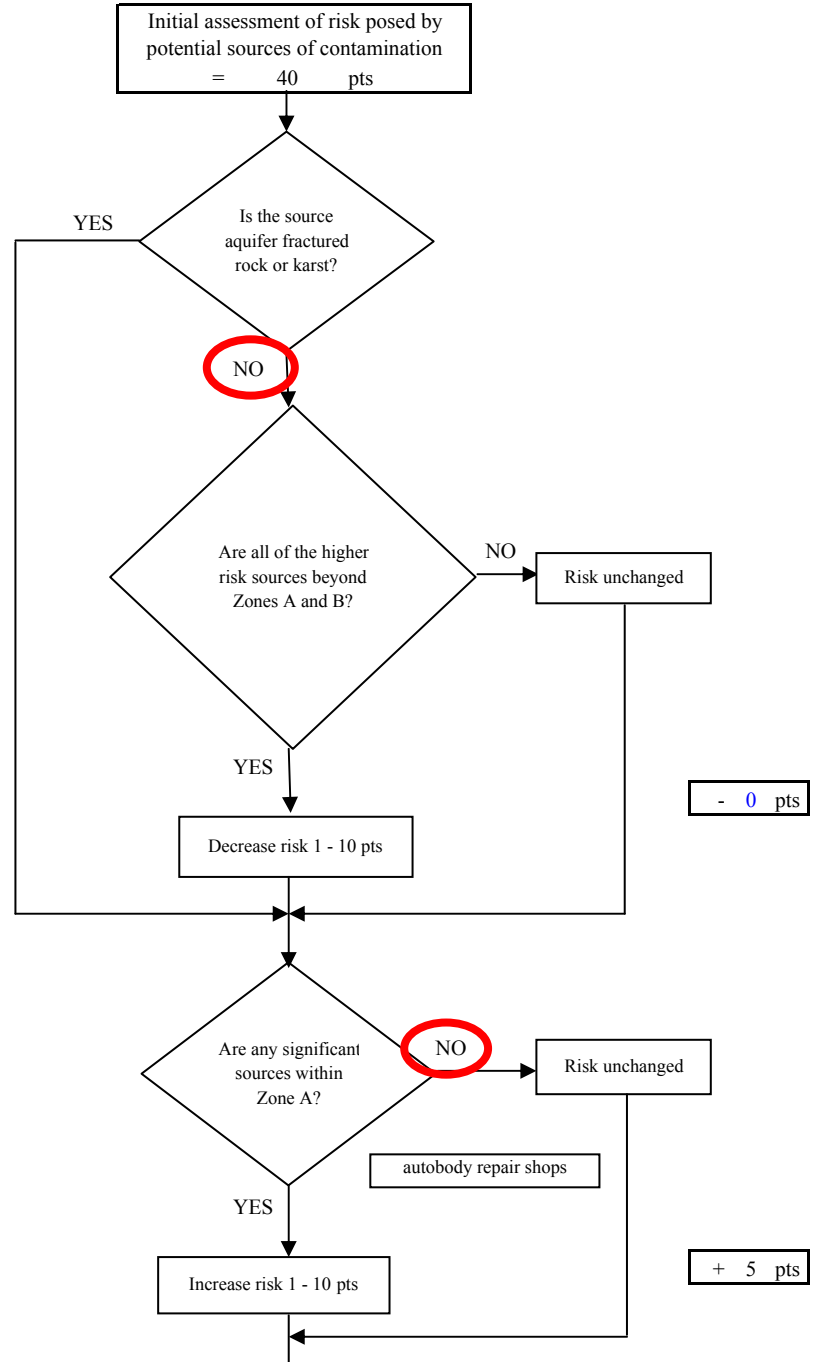 Initial assessment of risk posed by
potential sources of contamination
= 40 pts
YES
Is the source
aquifer fractured
rock or karst?
NO
Are all of the higher
risk sources beyond
Zones A and B?
NO
Risk unchanged
YES
- 0 pts
Decrease risk 1 - 10 pts
Are any significant
sources within
Zone A?
NO
Risk unchanged
autobody repair shops
YES
+ 5 pts
Increase risk 1 - 10 pts